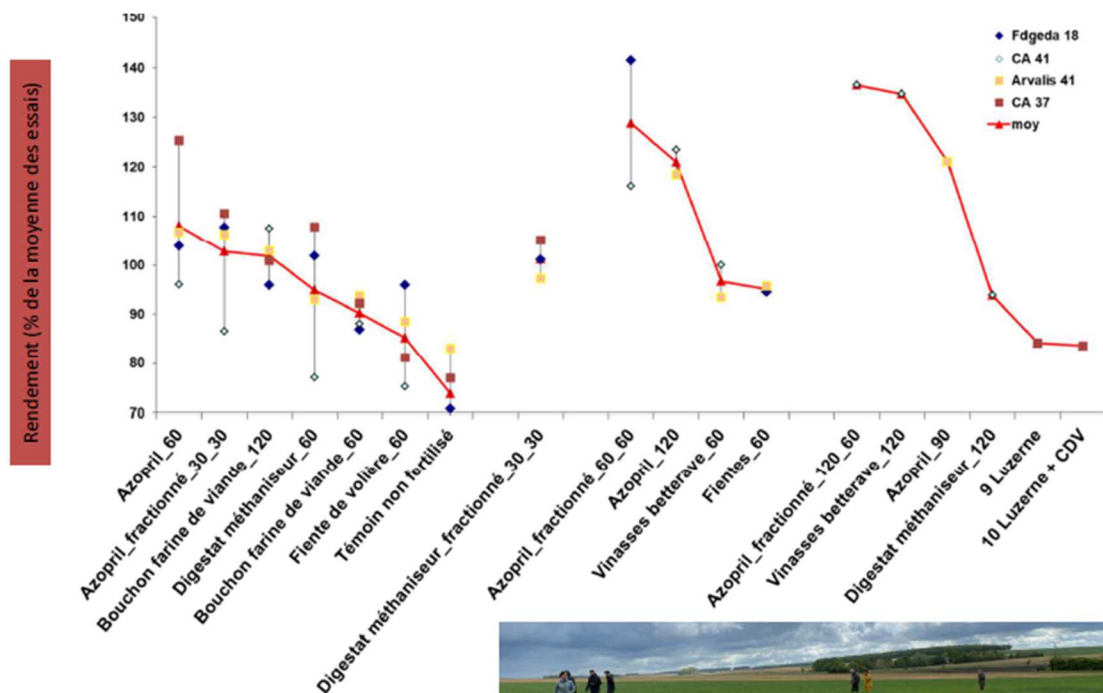 Rendement (% de la moyenne des essais)
150
140
130
120
110
100
90
80
70
Fdgeda 18
CA 41
Arvalis 41
CA 37
moy
Azopril_60
Azopril_fractionné_30_30
Bouchon farine de viande_120
Digestat méthaniseur_60
Bouchon farine de viande_60
Fiente de volière_60
Témoin non fertilisé
Digestat méthaniseur_fractionné_30_30
Azopril_fractionné_60_60
Azopril_120
Vinasses betterave_60
Fientes_60
Azopril_fractionné_120_60
Vinasses betterave_120
Azopril_90
Digestat méthaniseur_120
9 Luzerne
10 Luzerne + CDV